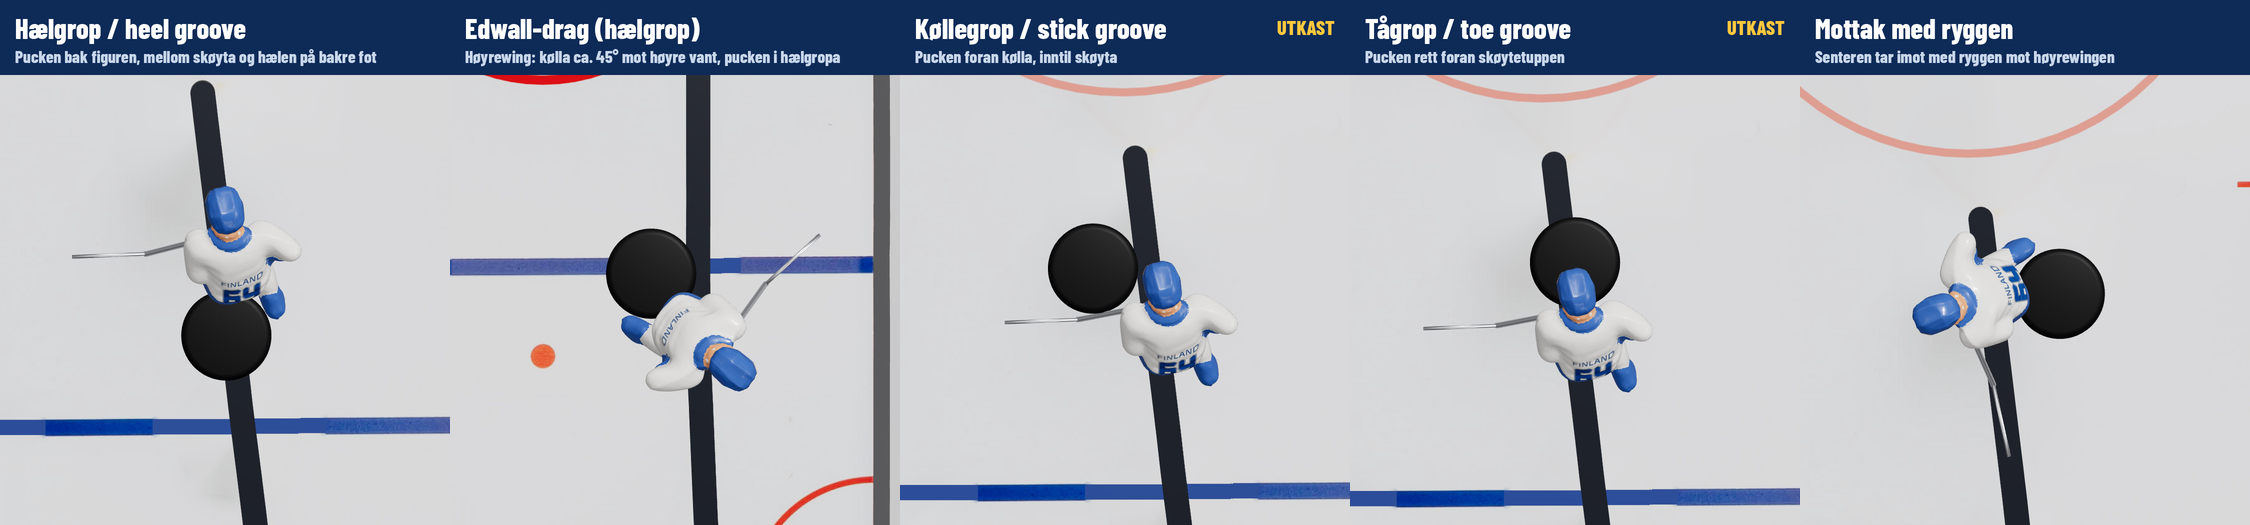 Hælgrop / heel groove
Pucken bak figuren, mellom skøyta og hælen på bakre fot
Edwall-drag (hælgrop)
Høyrewing: kølla ca. 45° mot høyre vant, pucken i hælgropa
Køllegrop / stick groove
UTKAST
Pucken foran kølla, inntil skøyta
Tågrop / toe groove
UTKAST
Pucken rett foran skøytetuppen
Mottak med ryggen
Senteren tar imot med ryggen mot høyrewingen
FINLAND
64
FINLAND
FINLAND
64
FINLAND
64
FINLAND